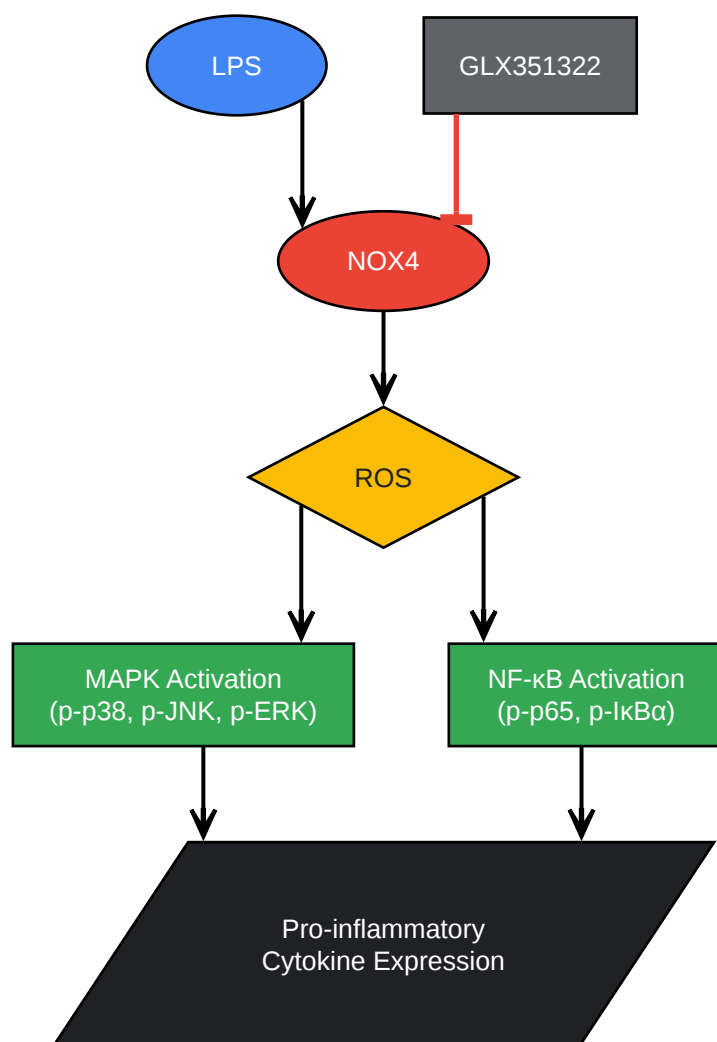 LPS
GLX351322
NOX4
ROS
MAPK Activation
(p-p38, p-JNK, p-ERK)
NF-κB Activation
(p-p65, p-IκBα)
Pro-inflammatory
Cytokine Expression